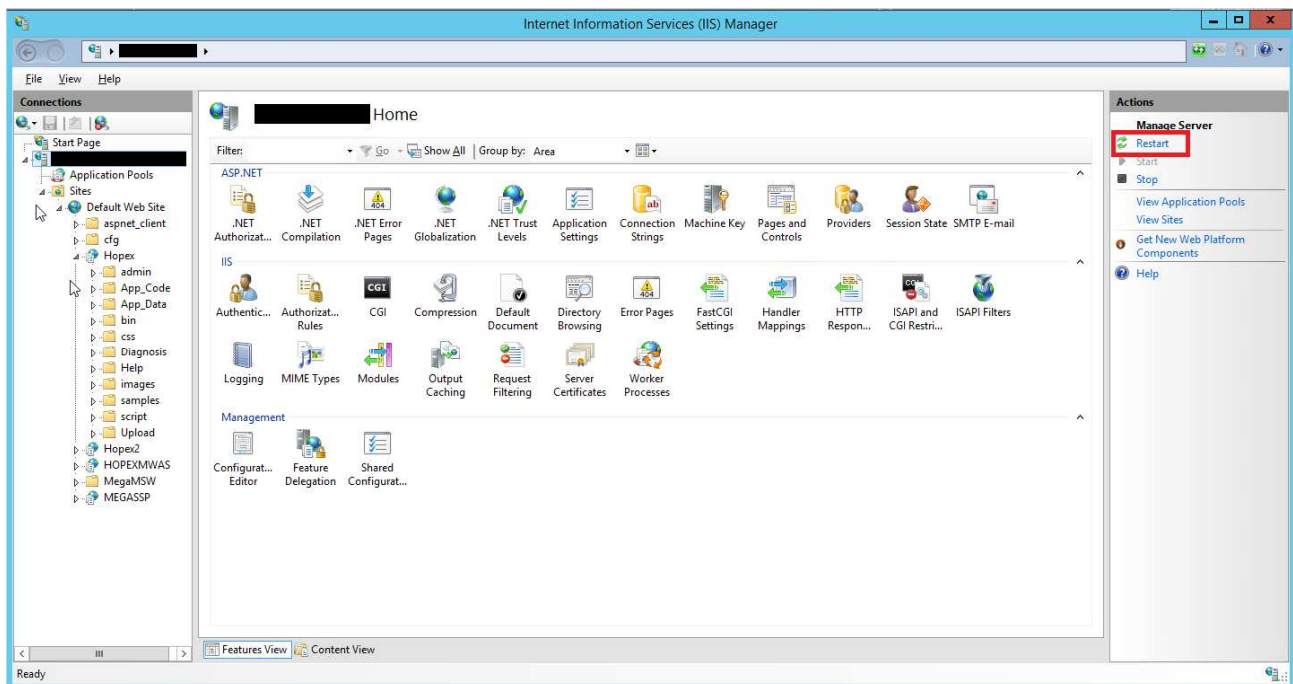 Internet Information Services (IIS) Manager
File View Help
Connections
Start Page
Application Pools
Sites
Default Web Site
aspnet_client
cfg
Hopex
admin
App_Code
App_Data
bin
css
Diagnosis
Help
images
samples
script
Upload
Hopex2
HOPEXMWAS
MegaMSW
MEGASSP
Home
Filter: Go Show All Group by: Area
ASP.NET
.NET Authorizat...
.NET Compilation
.NET Error Pages
.NET Globalization
.NET Trust Levels
Application Settings
Connection Strings
Machine Key
Pages and Controls
Providers
Session State
SMTP E-mail
IIS
Authentic...
Authorizat... Rules
CGI
Compression
Default Document
Directory Browsing
Error Pages
FastCGI Settings
Handler Mappings
HTTP Respon...
ISAPI and CGI Restri...
ISAPI Filters
Logging
MIME Types
Modules
Output Caching
Request Filtering
Server Certificates
Worker Processes
Management
Configurat... Editor
Feature Delegation
Shared Configurat...
Features View Content View
Actions
Manage Server
Restart
Start
Stop
View Application Pools
View Sites
Get New Web Platform
Components
Help
Ready